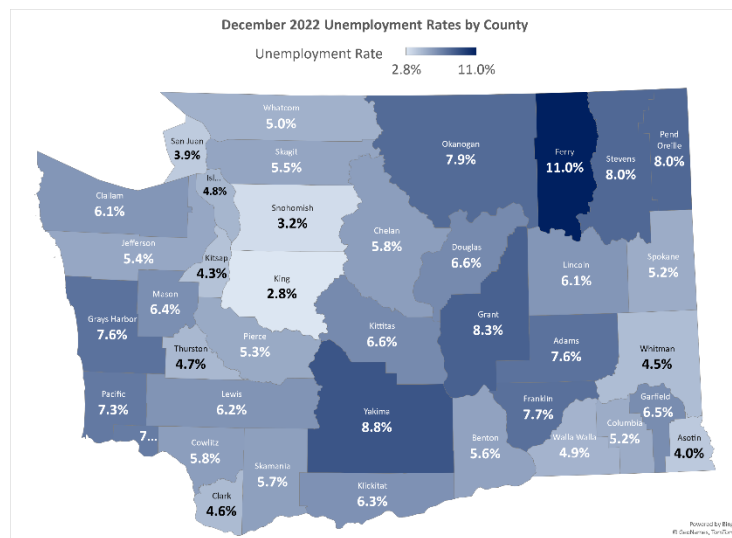 December 2022 Unemployment Rates by County
Unemployment Rate
2.8% 11.0%
Whatcom
5.0%
San Juan
3.9%
Skagit
5.5%
Isl...
4.8%
Okanogan
7.9%
Ferry
11.0%
Stevens
8.0%
Pend
Oreille
8.0%
Clallam
6.1%
Snohomish
3.2%
Chelan
5.8%
Douglas
6.6%
Jefferson
5.4%
Kitsap
4.3%
King
2.8%
Lincoln
6.1%
Spokane
5.2%
Mason
6.4%
Grays Harbor
7.6%
Grant
8.3%
Kittitas
6.6%
Pierce
5.3%
Thurston
4.7%
Adams
7.6%
Whitman
4.5%
Pacific
7.3%
Lewis
6.2%
Yakima
8.8%
Franklin
7.7%
Garfield
6.5%
7...
Cowlitz
5.8%
Skamania
5.7%
Benton
5.6%
Walla Walla
4.9%
Columbia
5.2%
Asotin
4.0%
Clark
4.6%
Klickitat
6.3%
Powered by Bing
© GeoNames, TomTom